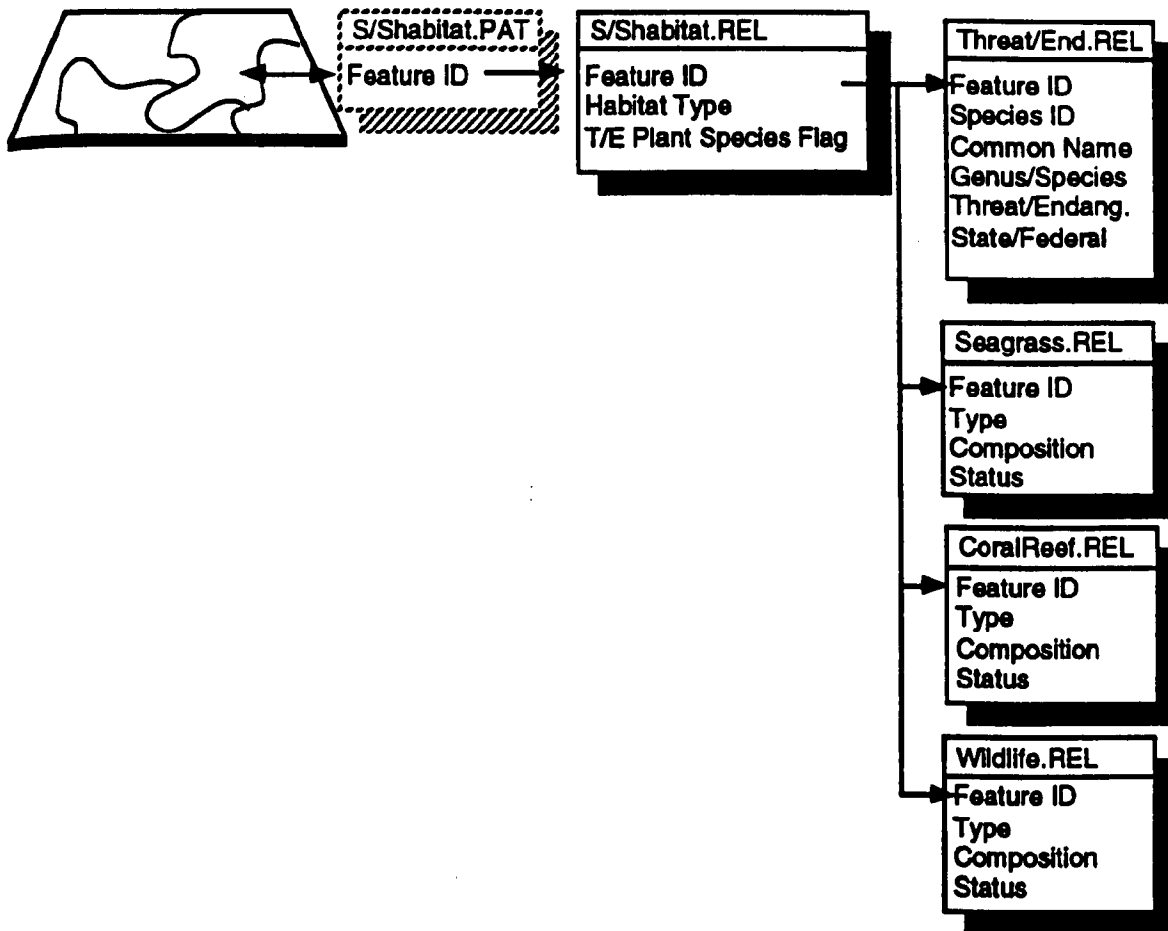 S/Shabitat.PAT
Feature ID
S/Shabitat.REL
Feature ID
Habitat Type
T/E Plant Species Flag
Threat/End.REL
Feature ID
Species ID
Common Name
Genus/Species
Threat/Endang.
State/Federal
Seagrass.REL
Feature ID
Type
Composition
Status
CoralReef.REL
Feature ID
Type
Composition
Status
Wildlife.REL
Feature ID
Type
Composition
Status